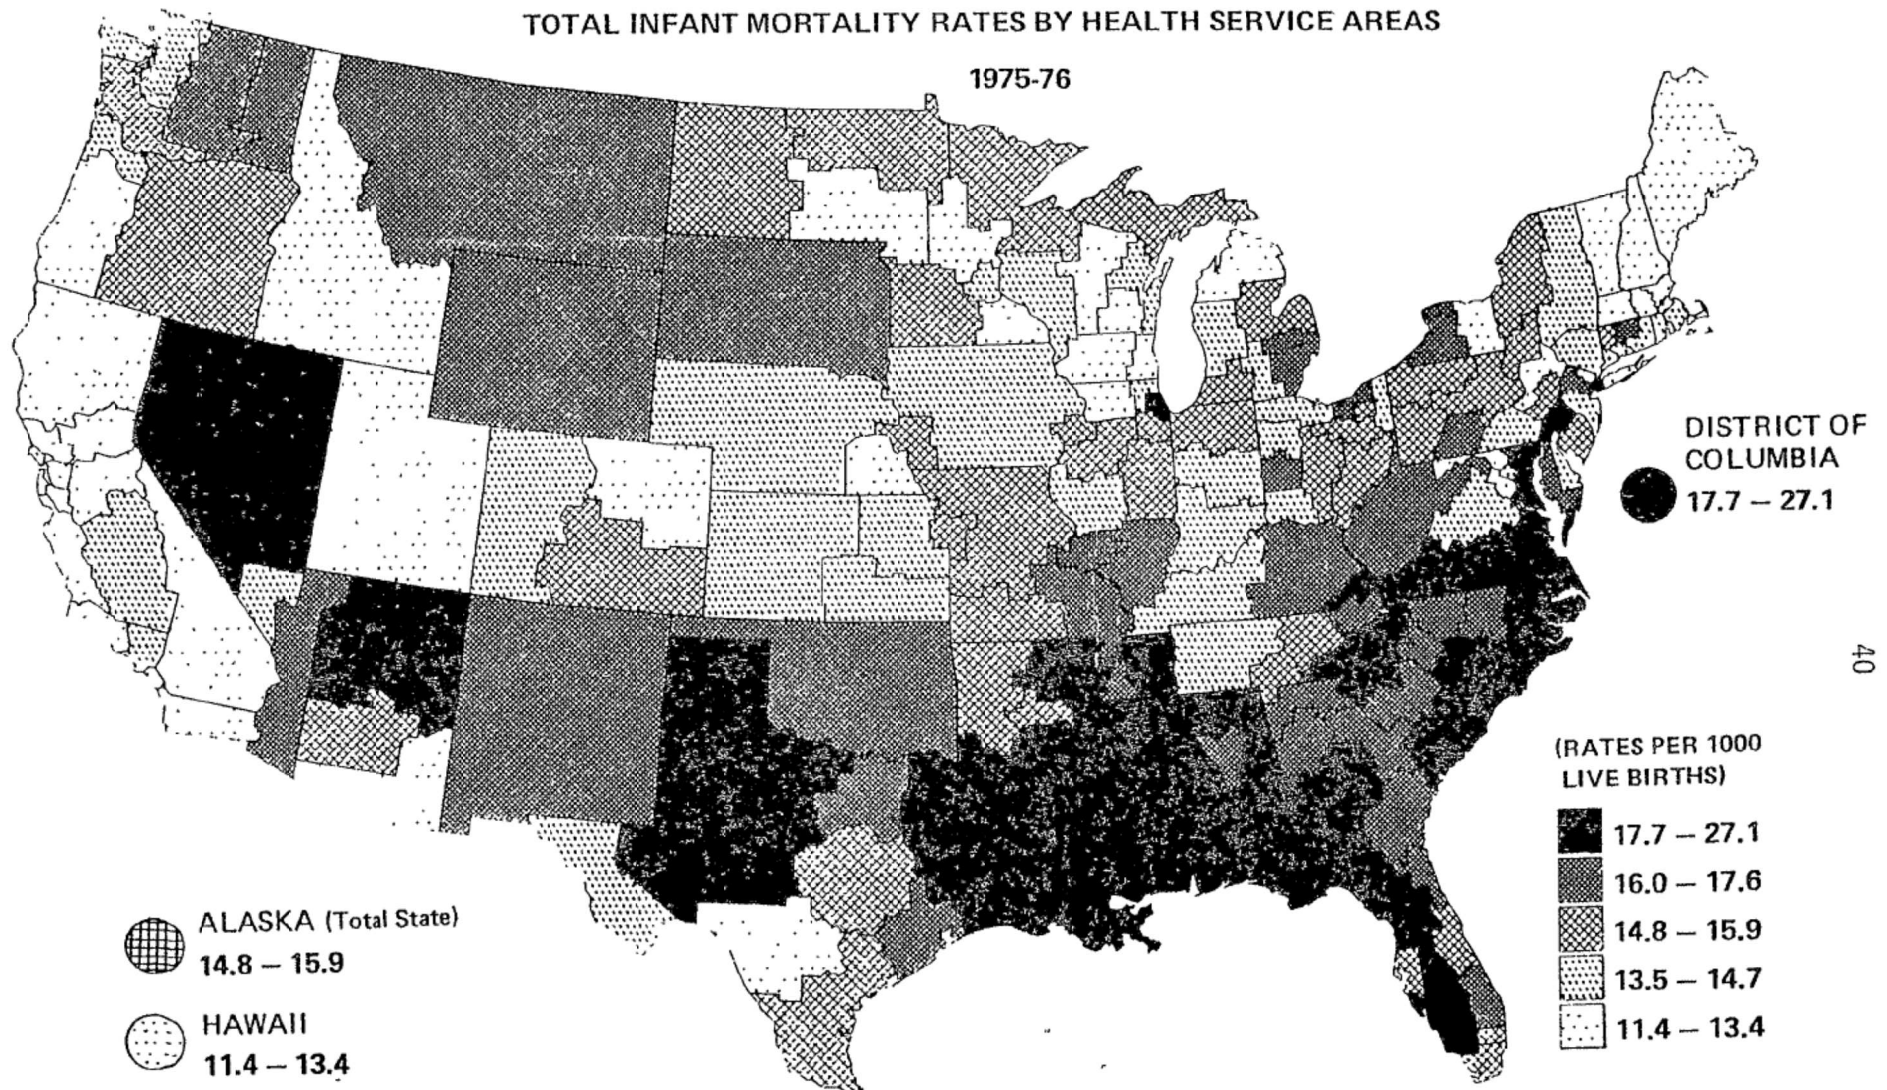 TOTAL INFANT MORTALITY RATES BY HEALTH SERVICE AREAS
1975-76
DISTRICT OF
COLUMBIA
17.7 – 27.1
40
(RATES PER 1000
LIVE BIRTHS)
17.7 – 27.1
16.0 – 17.6
14.8 – 15.9
13.5 – 14.7
11.4 – 13.4
ALASKA (Total State)
14.8 – 15.9
HAWAII
11.4 – 13.4